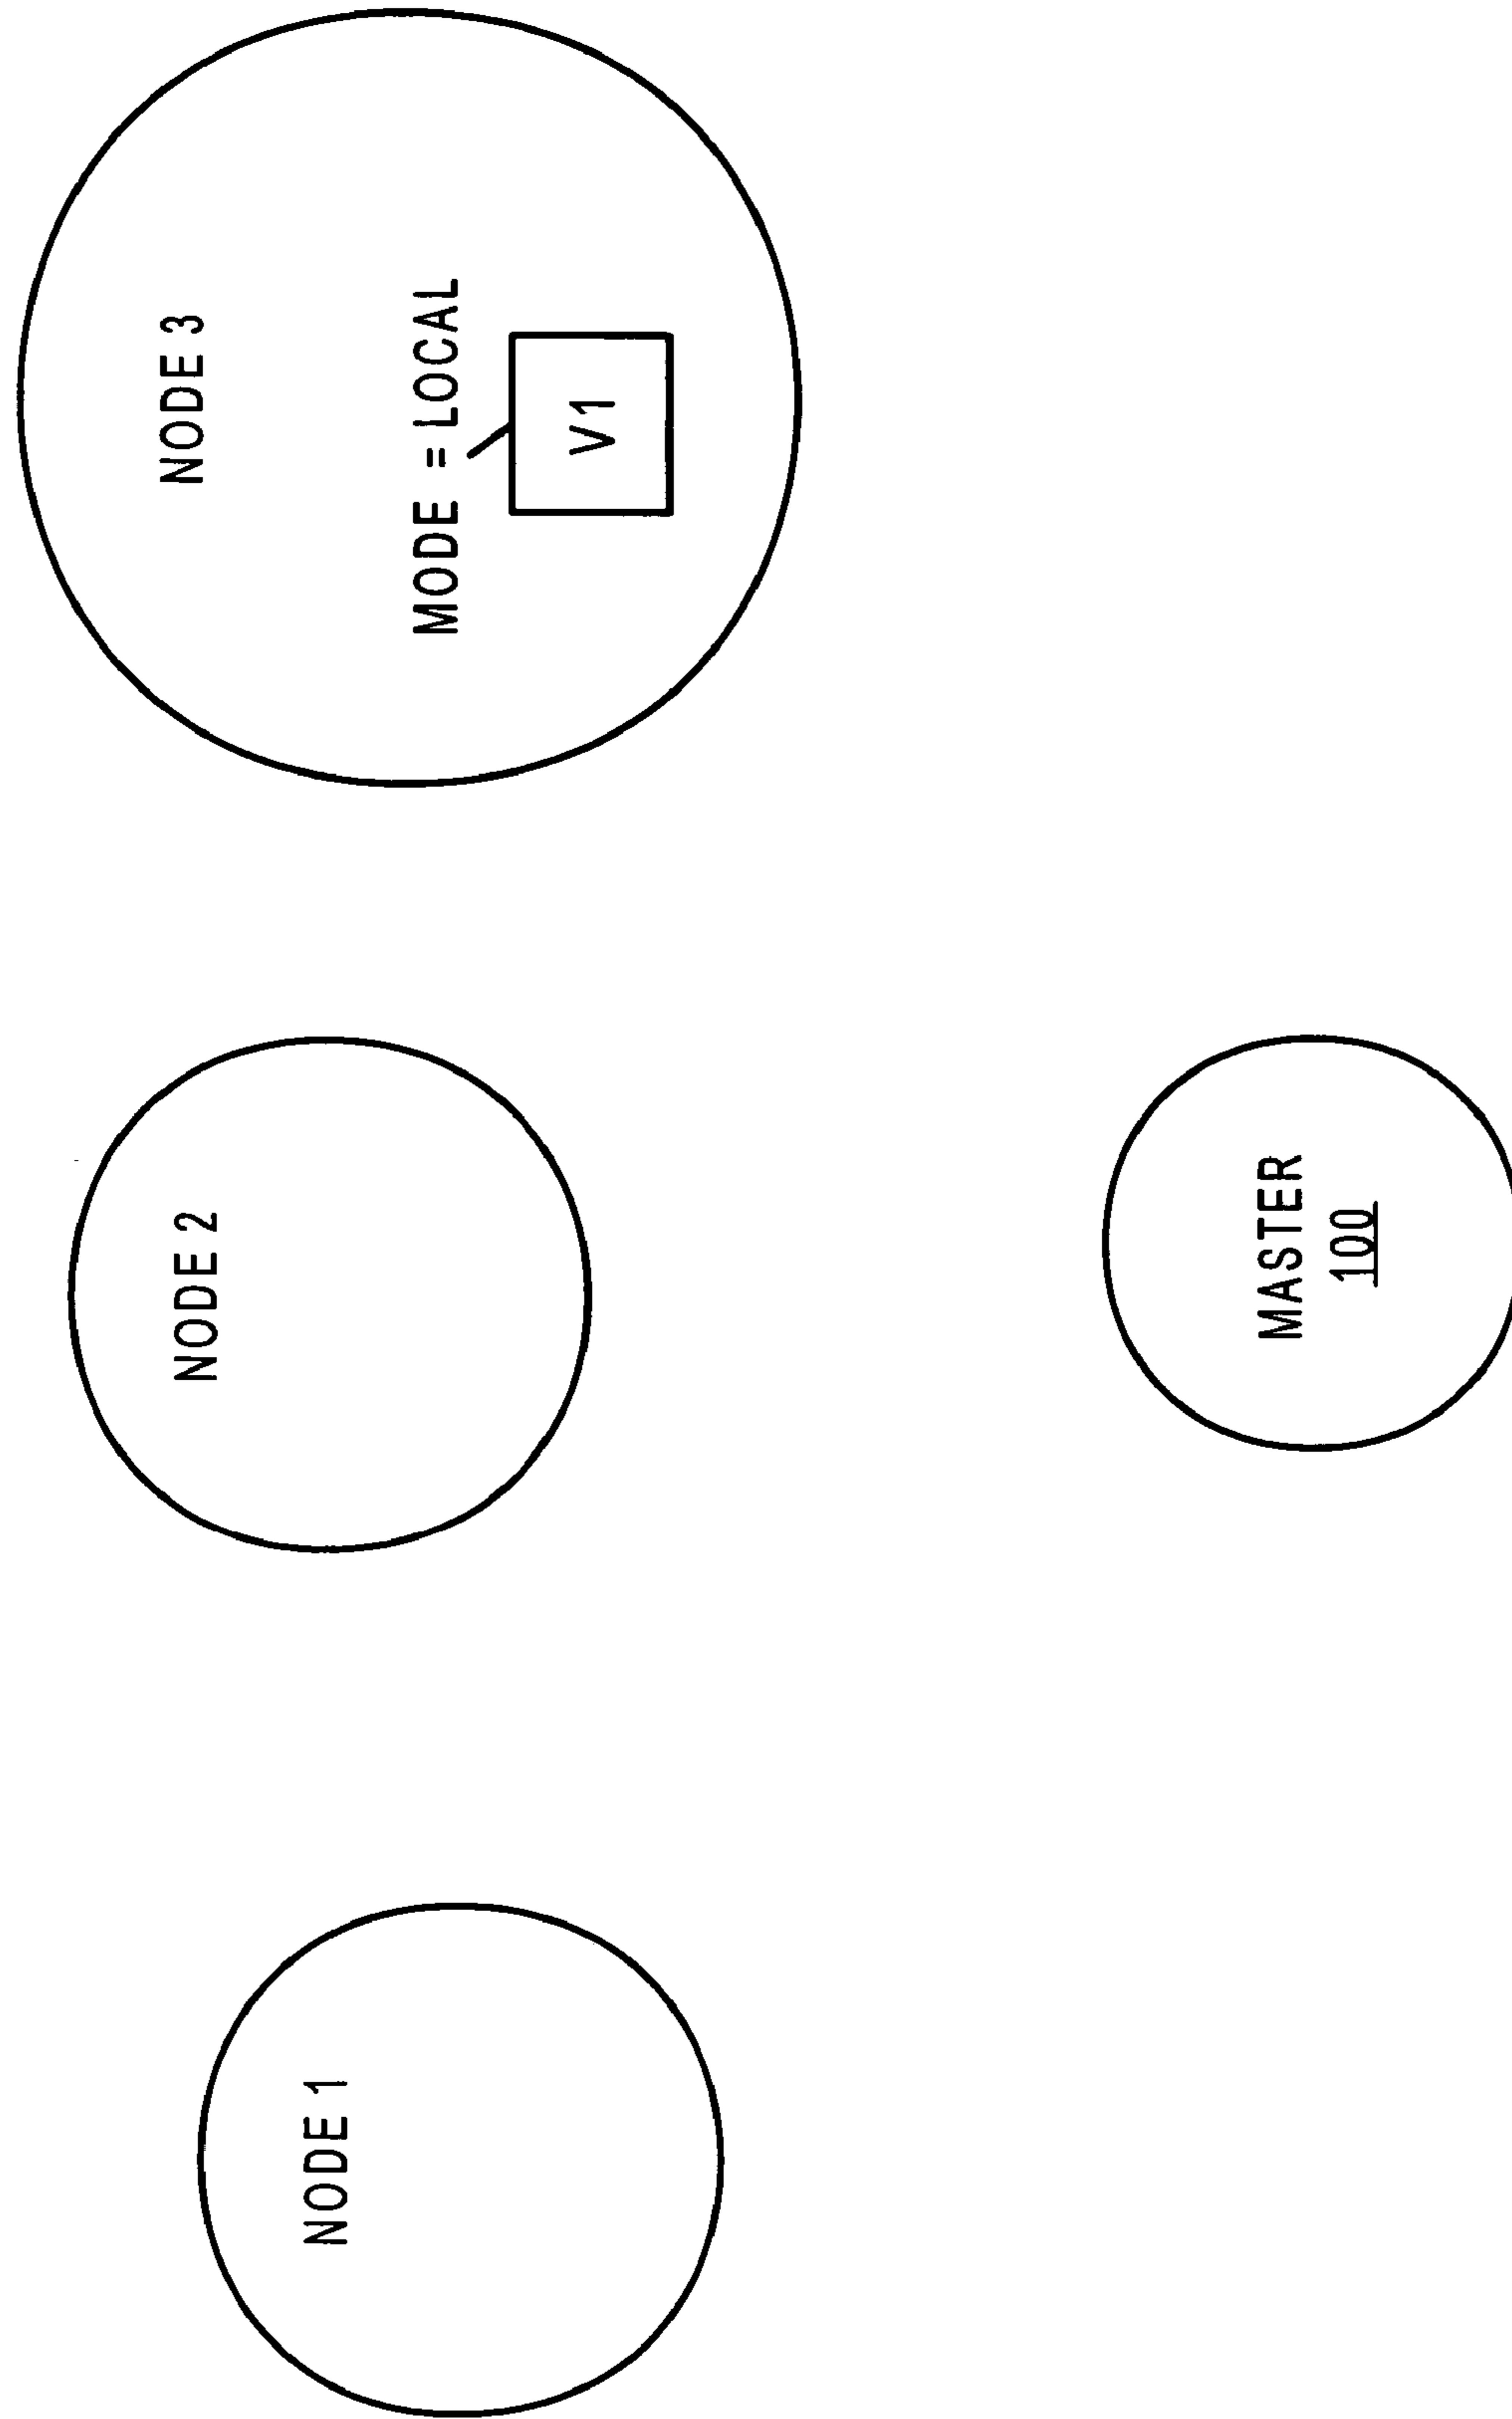 NODE 1
NODE 2
NODE 3
MODE = LOCAL
V1
MASTER
100